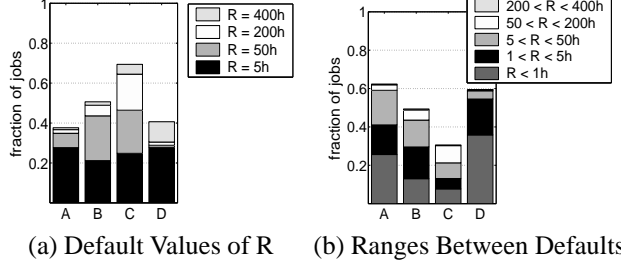 1
0.8
0.6
0.4
0.2
fraction of jobs
A B C D
R = 400h
R = 200h
R = 50h
R = 5h
(a) Default Values of R
1
0.8
0.6
0.4
0.2
fraction of jobs
A B C D
200 < R < 400h
50 < R < 200h
5 < R < 50h
1 < R < 5h
R < 1h
(b) Ranges Between Defaults